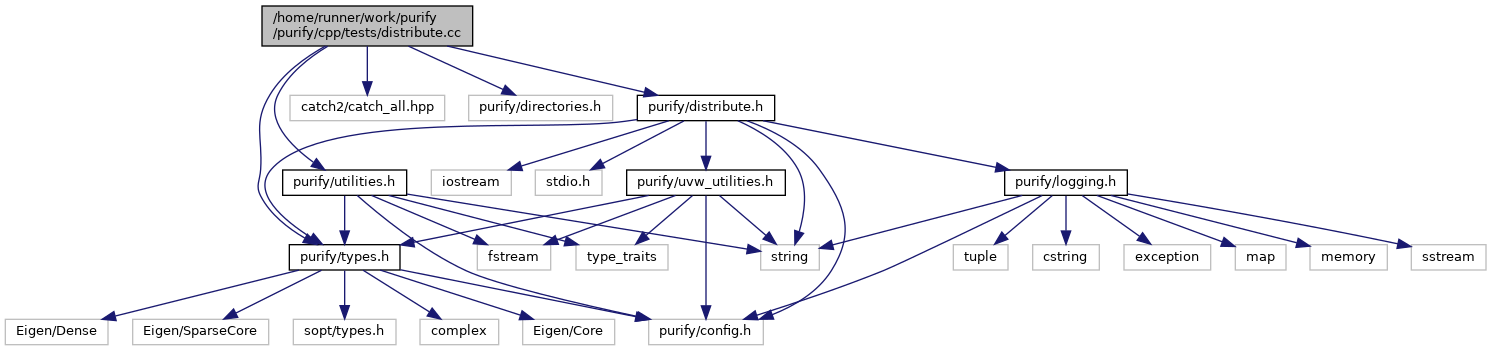 /home/runner/work/purify
/purify/cpp/tests/distribute.cc
catch2/catch_all.hpp
purify/directories.h
purify/distribute.h
purify/utilities.h
iostream
stdio.h
purify/uvw_utilities.h
purify/logging.h
purify/types.h
fstream
type_traits
string
tuple
cstring
exception
map
memory
sstream
Eigen/Dense
Eigen/SparseCore
sopt/types.h
complex
Eigen/Core
purify/config.h